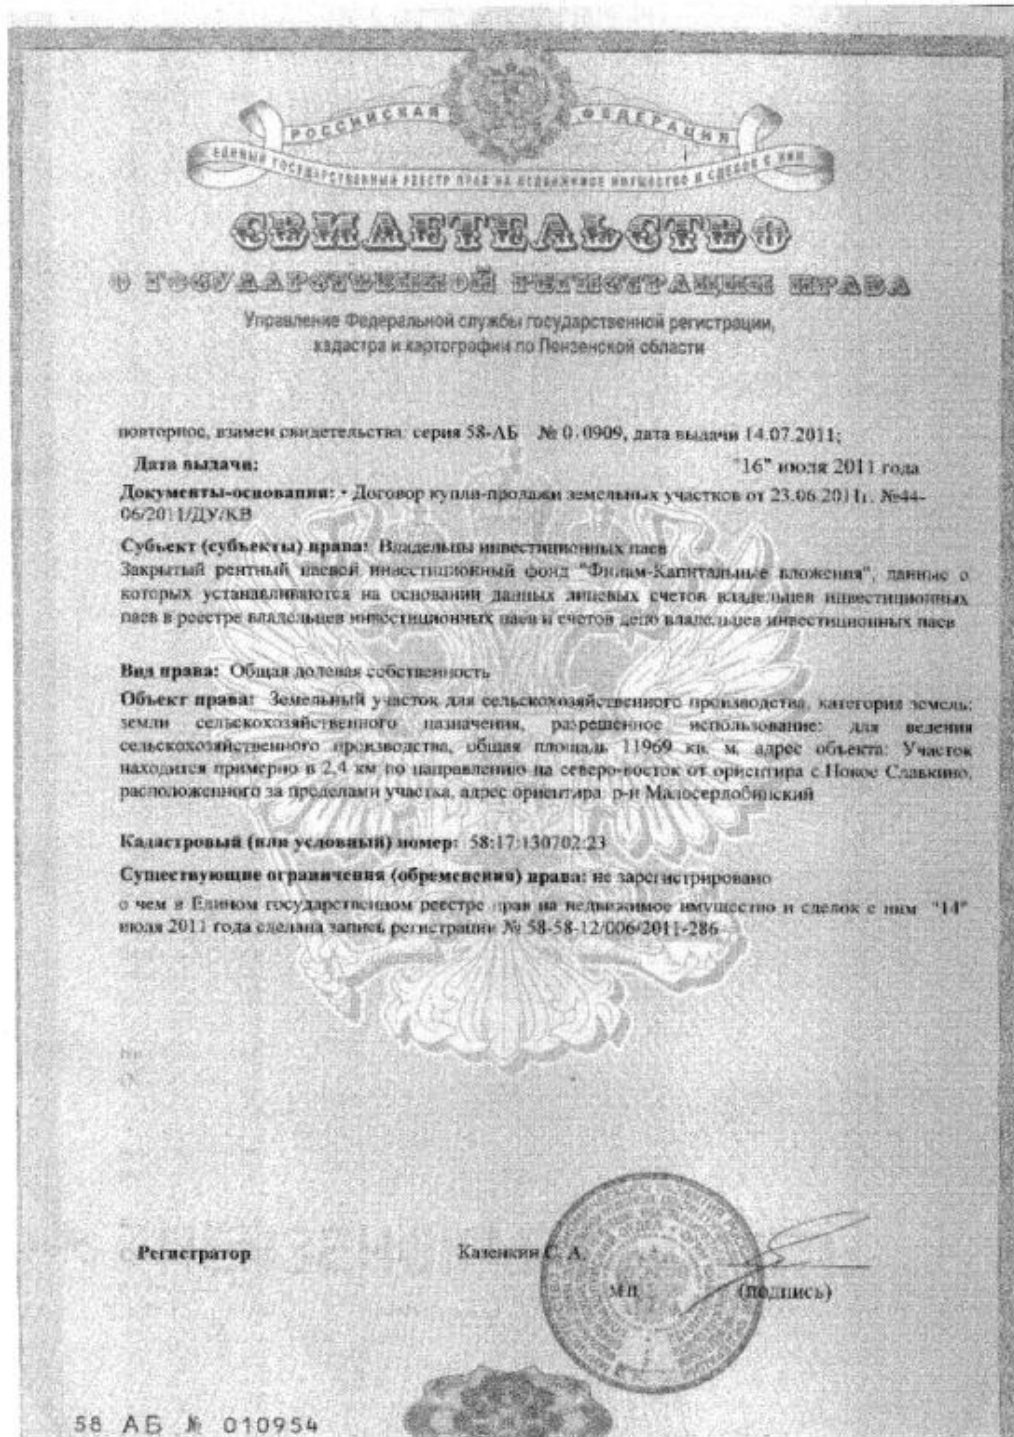 РОССИЙСКАЯ ФЕДЕРАЦИЯ
ЕДИНЫЙ ГОСУДАРСТВЕННЫЙ РЕЕСТР ПРАВ НА НЕДВИЖИМОЕ ИМУЩЕСТВО И СДЕЛОК С НИМ
СВИДЕТЕЛЬСТВО
О ГОСУДАРСТВЕННОЙ РЕГИСТРАЦИИ ПРАВА
Управление Федеральной службы государственной регистрации,
кадастра и картографии по Пензенской области
повторное, взамен свидетельства: серия 58-АБ № 010909, дата выдачи 14.07.2011;
Дата выдачи: "16" июля 2011 года
Документы-основания: • Договор купли-продажи земельных участков от 23.06.2011г. №44-
06/2011/ДУ/КВ
Субъект (субъекты) права: Владельцы инвестиционных паев
Закрытый рентный паевой инвестиционный фонд "Финам-Капитальные вложения", данные о
которых устанавливаются на основании данных лицевых счетов владельцев инвестиционных
паев в реестре владельцев инвестиционных паев и счетов депо владельцев инвестиционных паев
Вид права: Общая долевая собственность
Объект права: Земельный участок для сельскохозяйственного производства, категория земель:
земли сельскохозяйственного назначения, разрешенное использование: для ведения
сельскохозяйственного производства, общая площадь 11969 кв. м, адрес объекта: Участок
находится примерно в 2,4 км по направлению на северо-восток от ориентира с.Новое Славкино,
расположенного за пределами участка, адрес ориентира: р-н Малосердобинский
Кадастровый (или условный) номер: 58:17:130702:23
Существующие ограничения (обременения) права: не зарегистрировано
о чем в Едином государственном реестре прав на недвижимое имущество и сделок с ним "14"
июля 2011 года сделана запись регистрации № 58-58-12/006/2011-286
Регистратор Казенкин С. А.
М.П. (подпись)
58 АБ № 010954